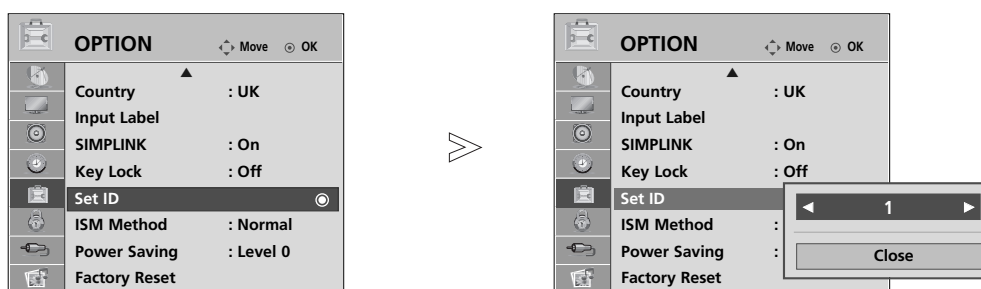 OPTION
Move OK
Country : UK
Input Label
SIMPLINK : On
Key Lock : Off
Set ID
ISM Method : Normal
Power Saving : Level 0
Factory Reset
OPTION
Move OK
Country : UK
Input Label
SIMPLINK : On
Key Lock : Off
Set ID
ISM Method :
Power Saving :
Factory Reset
1
Close